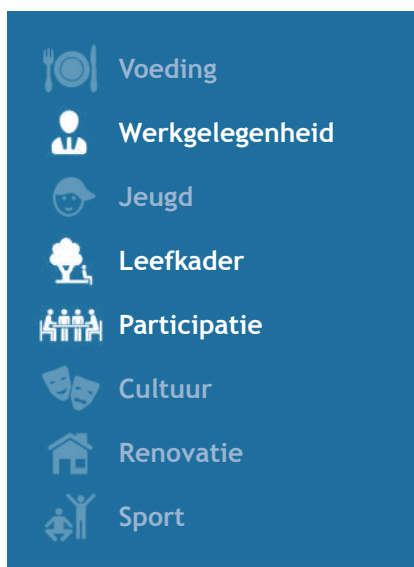 Voeding
Werkgelegenheid
Jeugd
Leefkader
Participatie
Cultuur
Renovatie
Sport